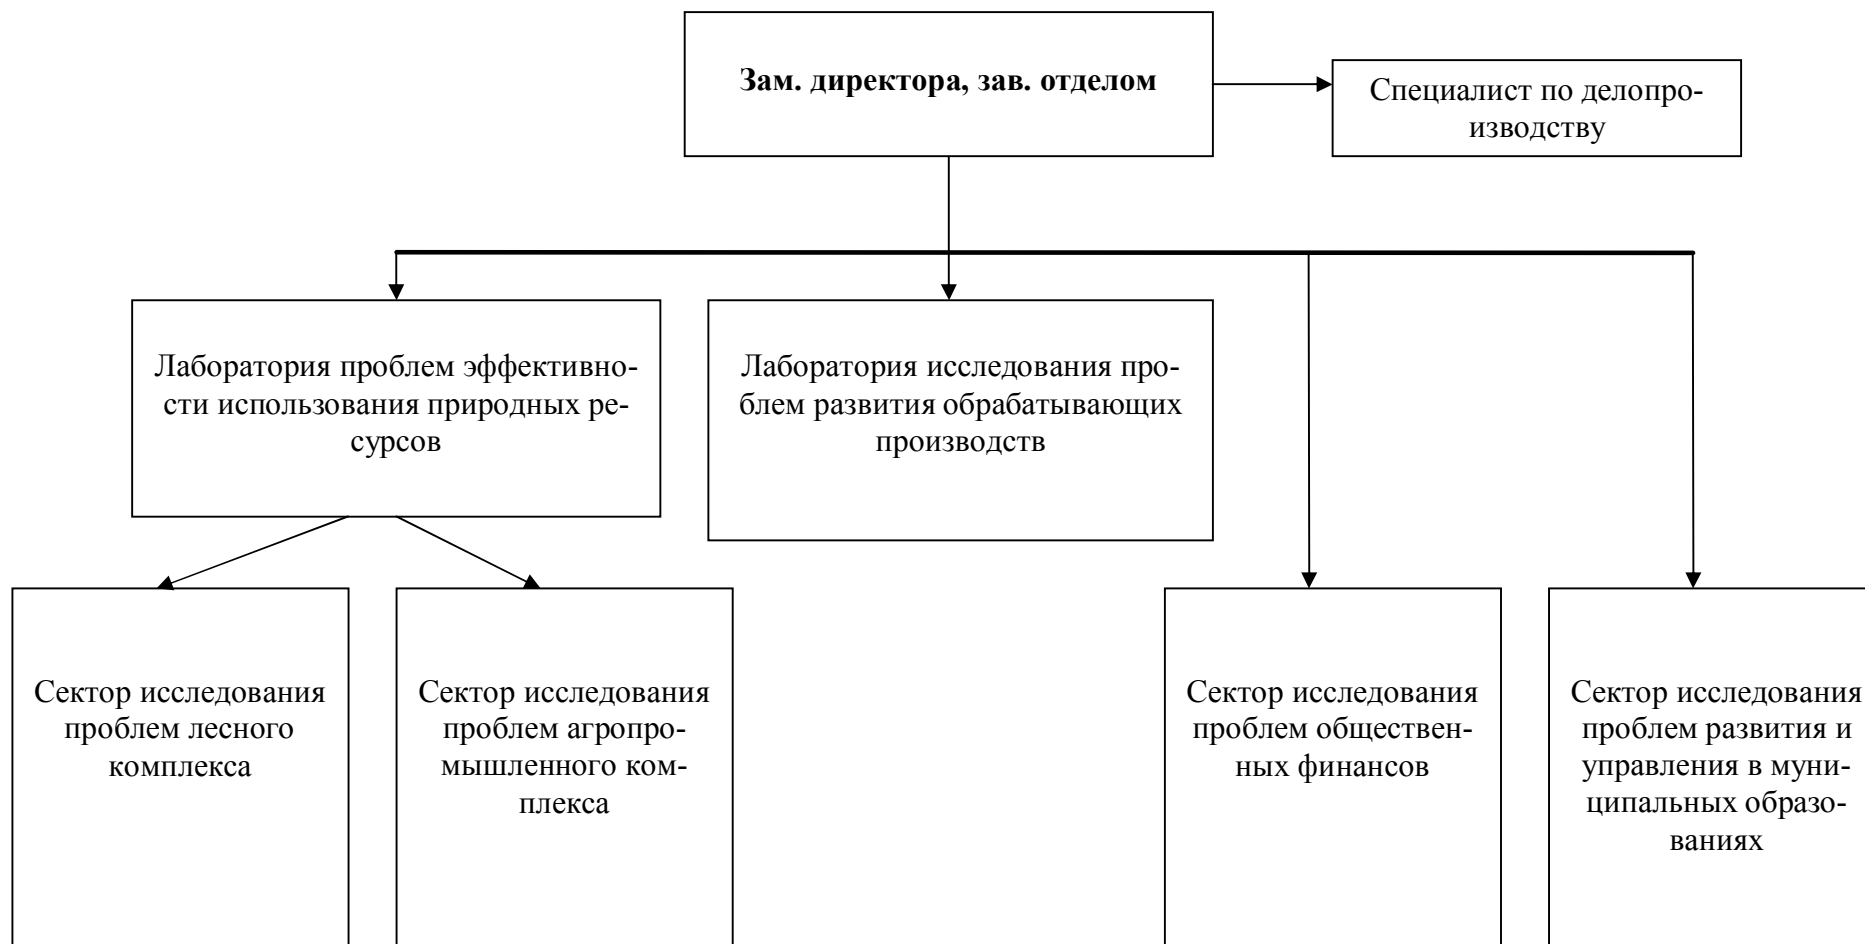 Зам. директора, зав. отделом
Специалист по делопро-
изводству
Лаборатория проблем эффективно-
сти использования природных ре-
сурсов
Лаборатория исследования про-
блем развития обрабатывающих
производств
Сектор исследования
проблем лесного
комплекса
Сектор исследования
проблем агропро-
мышленного ком-
плекса
Сектор исследования
проблем обществен-
ных финансов
Сектор исследования
проблем развития и
управления в муни-
ципальных образо-
ваниях